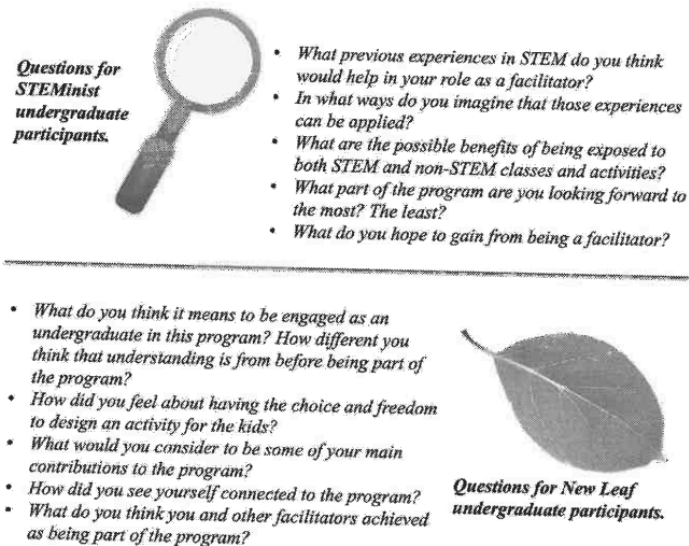 Questions for
STEMinist
undergraduate
participants.
• What previous experiences in STEM do you think
would help in your role as a facilitator?
• In what ways do you imagine that those experiences
can be applied?
• What are the possible benefits of being exposed to
both STEM and non-STEM classes and activities?
• What part of the program are you looking forward to
the most? The least?
• What do you hope to gain from being a facilitator?
• What do you think it means to be engaged as an
undergraduate in this program? How different you
think that understanding is from before being part of
the program?
• How did you feel about having the choice and freedom
to design an activity for the kids?
• What would you consider to be some of your main
contributions to the program?
• How did you see yourself connected to the program?
• What do you think you and other facilitators achieved
as being part of the program?
Questions for New Leaf
undergraduate participants.